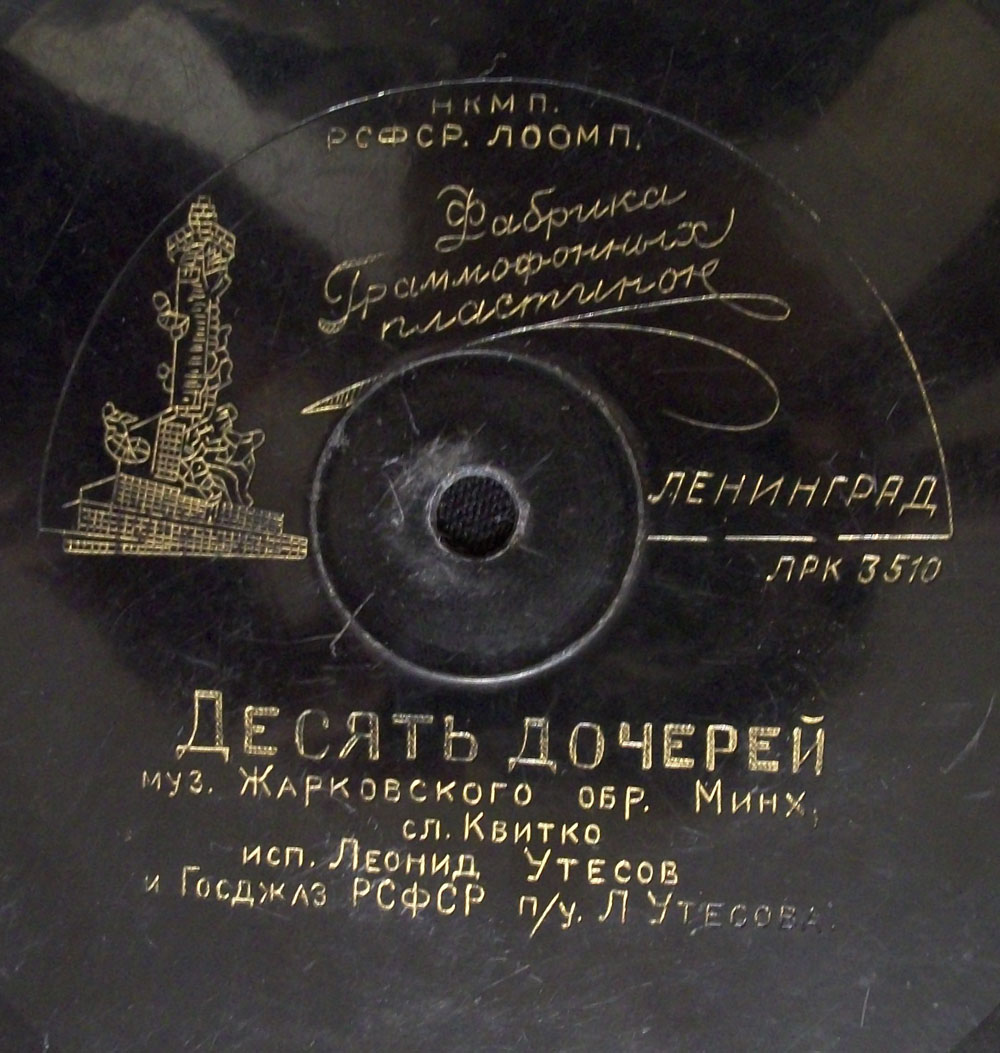 НКМП.
РСФСР. ЛООМП.
Фабрика
Граммофонных
пластинок
ЛЕНИНГРАД
ЛРК 3510
ДЕСЯТЬ ДОЧЕРЕЙ
муз. Жарковского обр. Минх,
сл. Квитко
исп. Леонид Утесов
и Госджаз РСФСР п/у. Л Утесова.